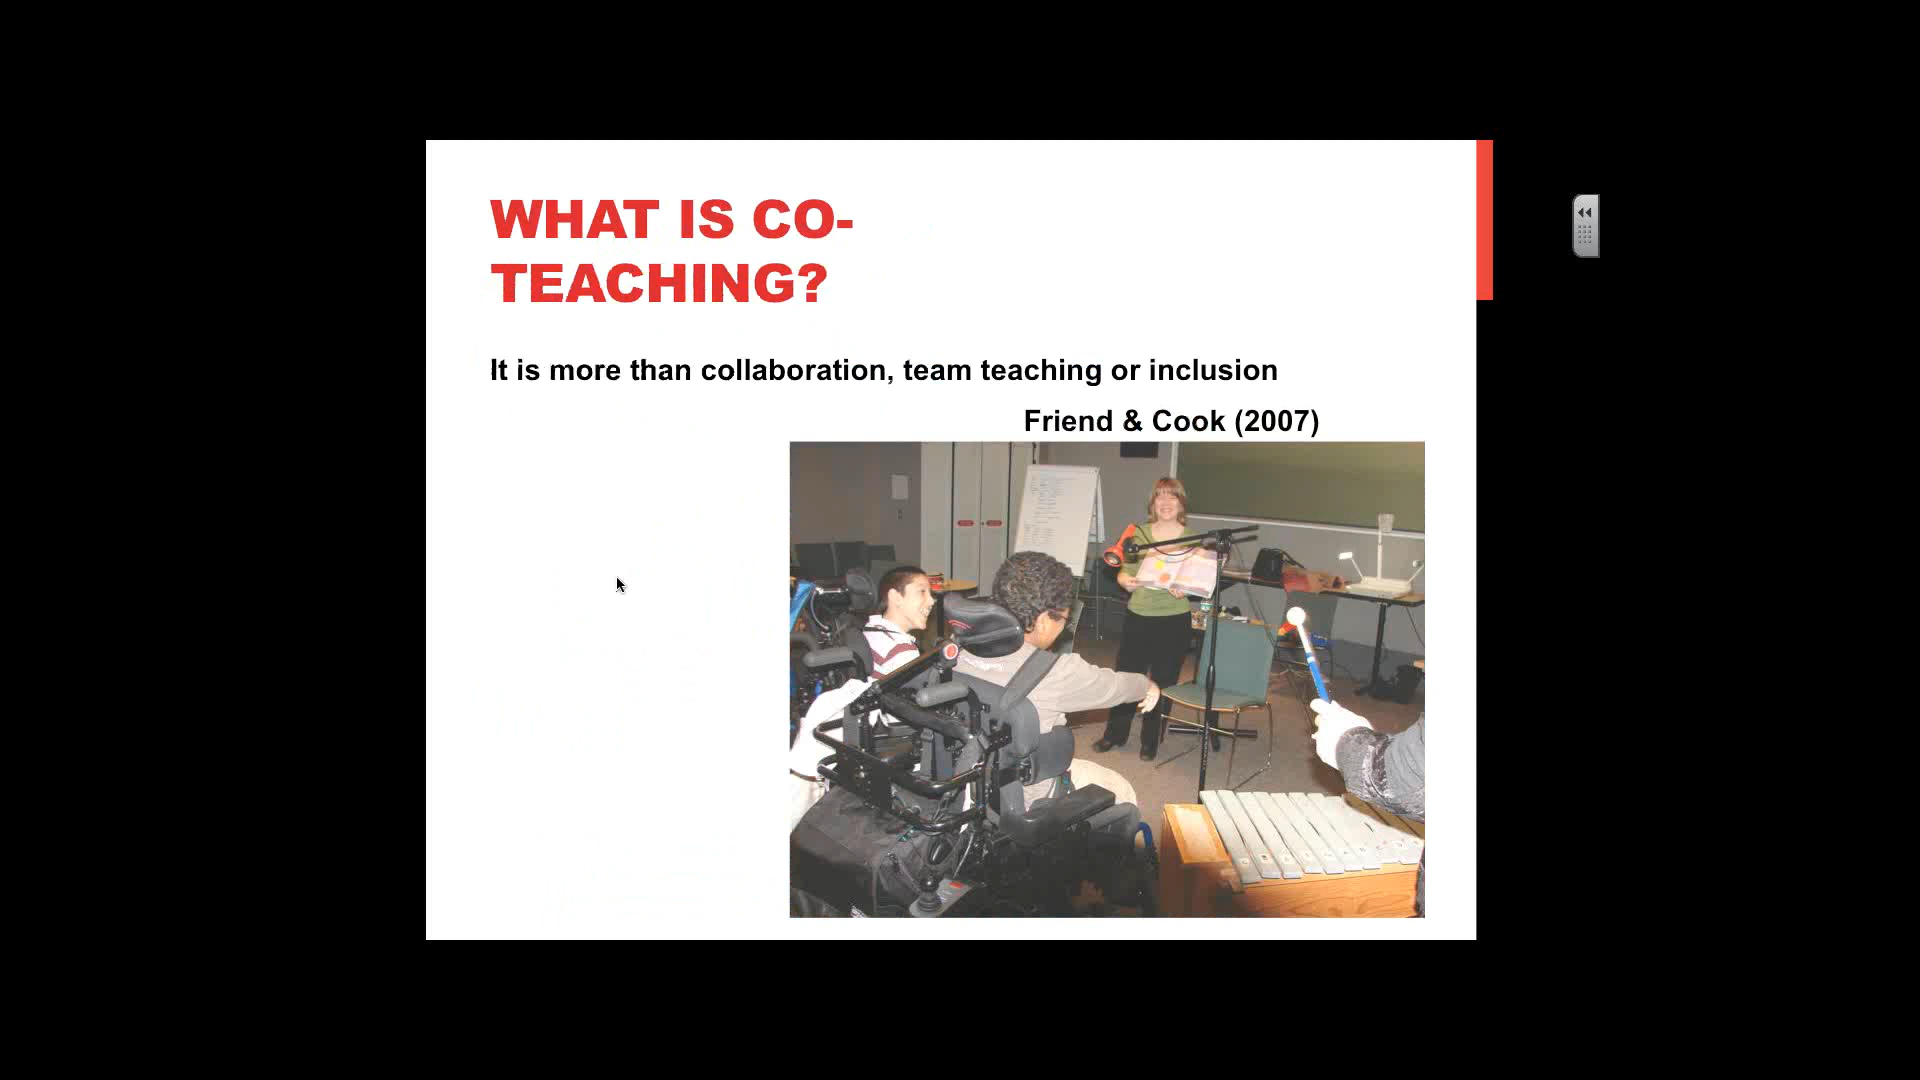 WHAT IS CO-
TEACHING?
It is more than collaboration, team teaching or inclusion
Friend & Cook (2007)